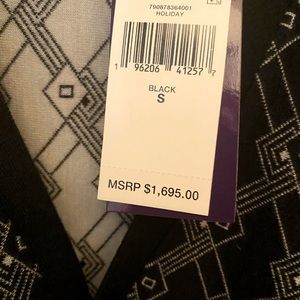 790878364001
HOLIDAY
1 96206 41257 7
BLACK
S
MSRP $1,695.00